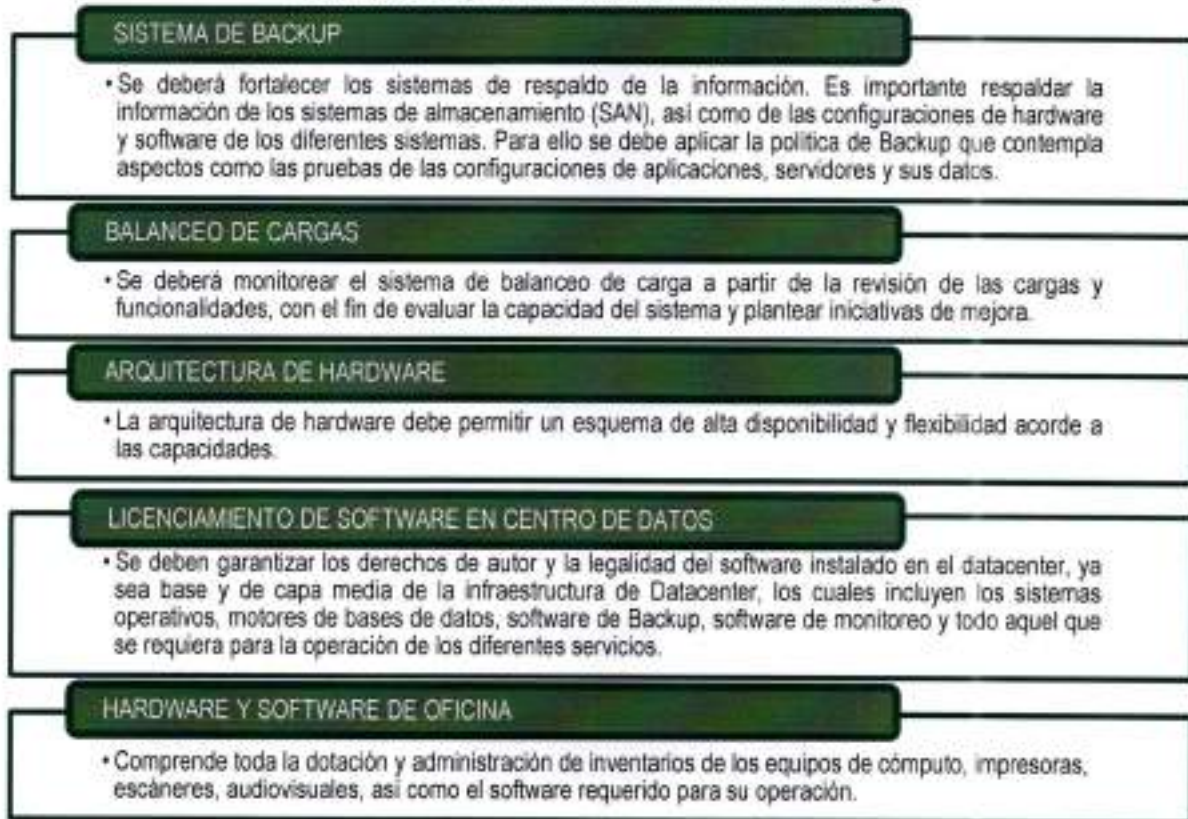 SISTEMA DE BACKUP
• Se deberá fortalecer los sistemas de respaldo de la información. Es importante respaldar la
información de los sistemas de almacenamiento (SAN), así como de las configuraciones de hardware
y software de los diferentes sistemas. Para ello se debe aplicar la política de Backup que contempla
aspectos como las pruebas de las configuraciones de aplicaciones, servidores y sus datos.
BALANCEO DE CARGAS
• Se deberá monitorear el sistema de balanceo de carga a partir de la revisión de las cargas y
funcionalidades, con el fin de evaluar la capacidad del sistema y plantear iniciativas de mejora.
ARQUITECTURA DE HARDWARE
• La arquitectura de hardware debe permitir un esquema de alta disponibilidad y flexibilidad acorde a
las capacidades.
LICENCIAMIENTO DE SOFTWARE EN CENTRO DE DATOS
• Se deben garantizar los derechos de autor y la legalidad del software instalado en el datacenter, ya
sea base y de capa media de la infraestructura de Datacenter, los cuales incluyen los sistemas
operativos, motores de bases de datos, software de Backup, software de monitoreo y todo aquel que
se requiera para la operación de los diferentes servicios.
HARDWARE Y SOFTWARE DE OFICINA
• Comprende toda la dotación y administración de inventarios de los equipos de cómputo, impresoras,
escáneres, audiovisuales, así como el software requerido para su operación.